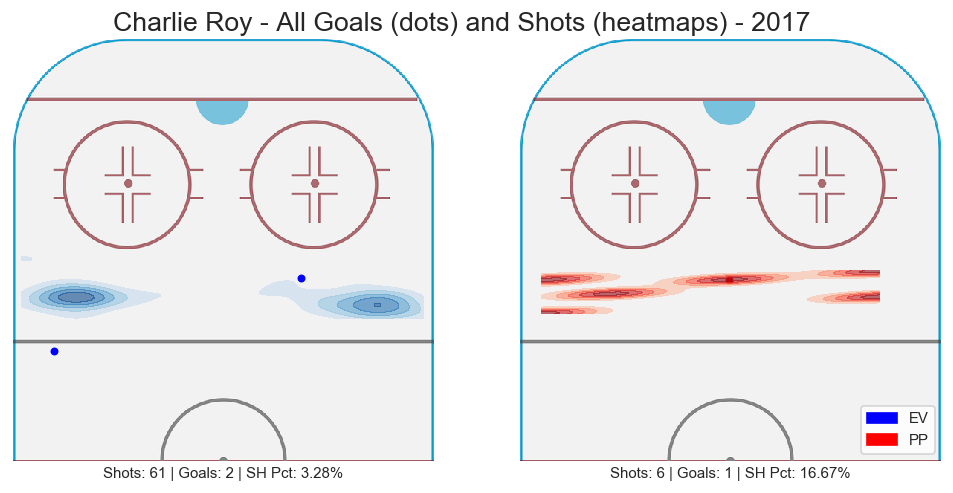 Charlie Roy - All Goals (dots) and Shots (heatmaps) - 2017
EV
PP
Shots: 61 | Goals: 2 | SH Pct: 3.28%
Shots: 6 | Goals: 1 | SH Pct: 16.67%